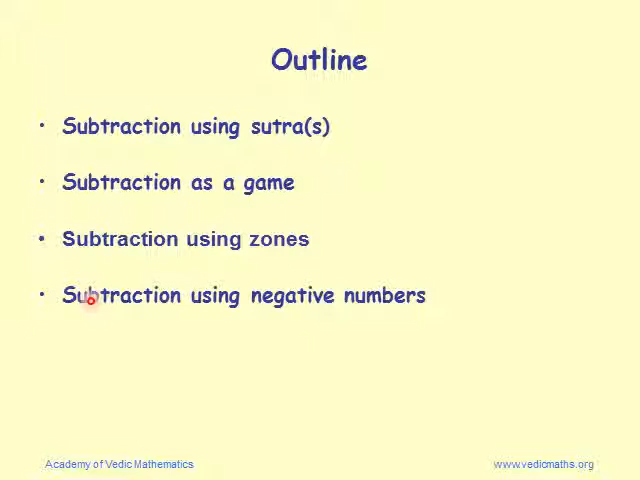 Outline
• Subtraction using sutra(s)
• Subtraction as a game
• Subtraction using zones
• Subtraction using negative numbers
Academy of Vedic Mathematics
www.vedicmaths.org